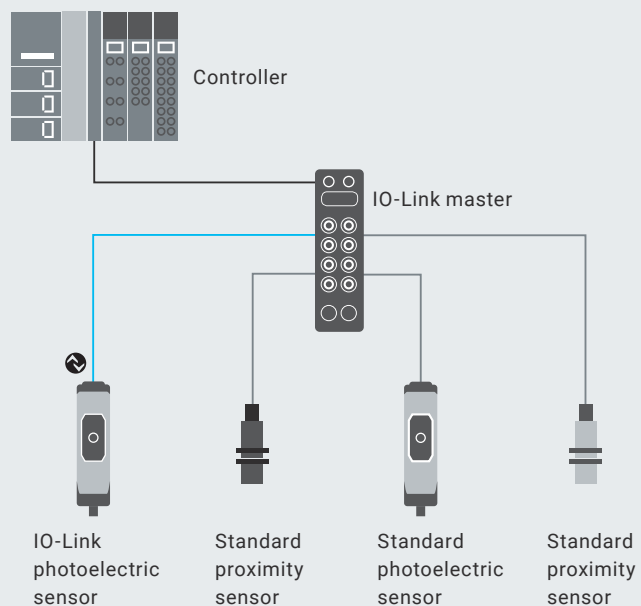 Controller
IO-Link master
IO-Link
photoelectric
sensor
Standard
proximity
sensor
Standard
photoelectric
sensor
Standard
proximity
sensor